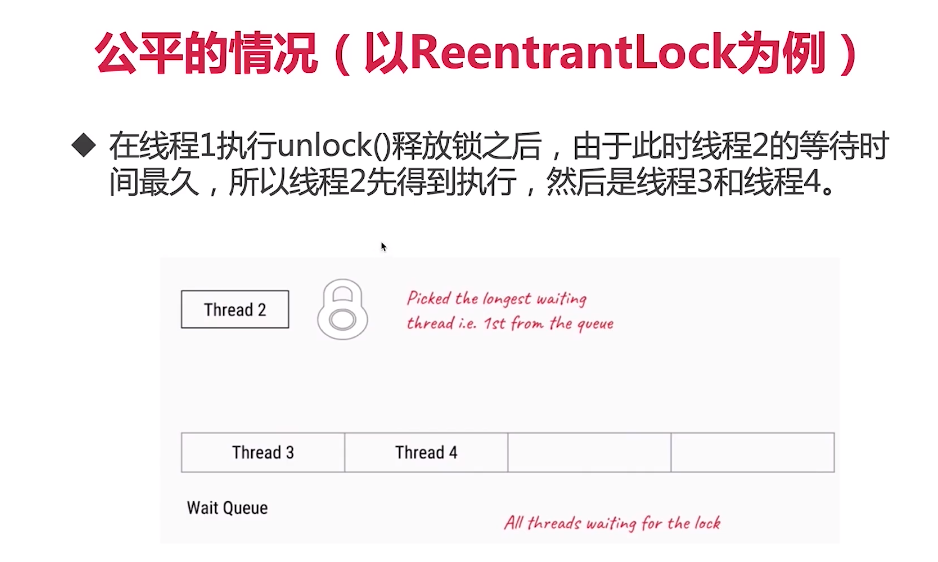 公平的情况（以ReentrantLock为例）
◆ 在线程1执行unlock()释放锁之后，由于此时线程2的等待时
间最久，所以线程2先得到执行，然后是线程3和线程4。
Thread 2
Picked the longest waiting
thread i.e. 1st from the queue
Thread 3 Thread 4
Wait Queue
All threads waiting for the lock